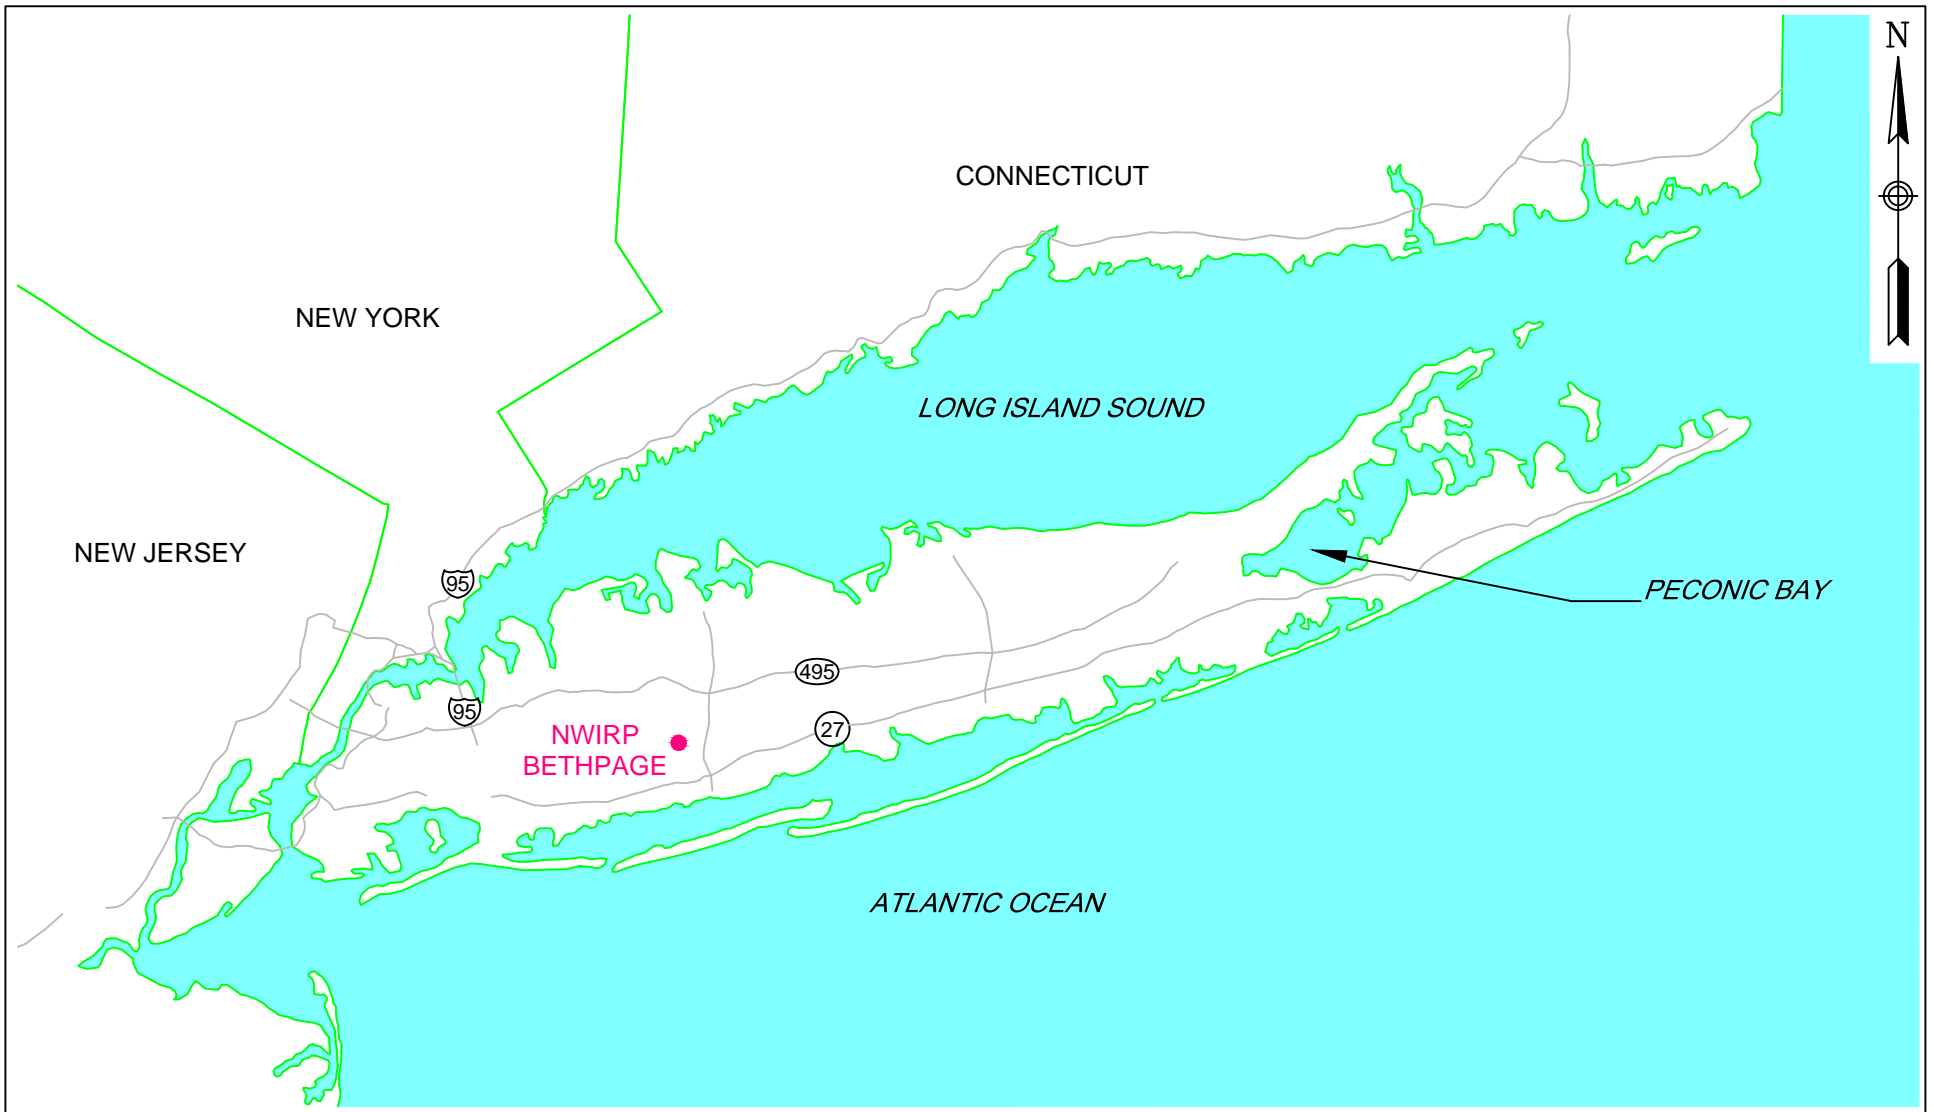 N
CONNECTICUT
NEW YORK
LONG ISLAND SOUND
NEW JERSEY
95
PECONIC BAY
495
95
27
NWIRP
BETHPAGE
ATLANTIC OCEAN